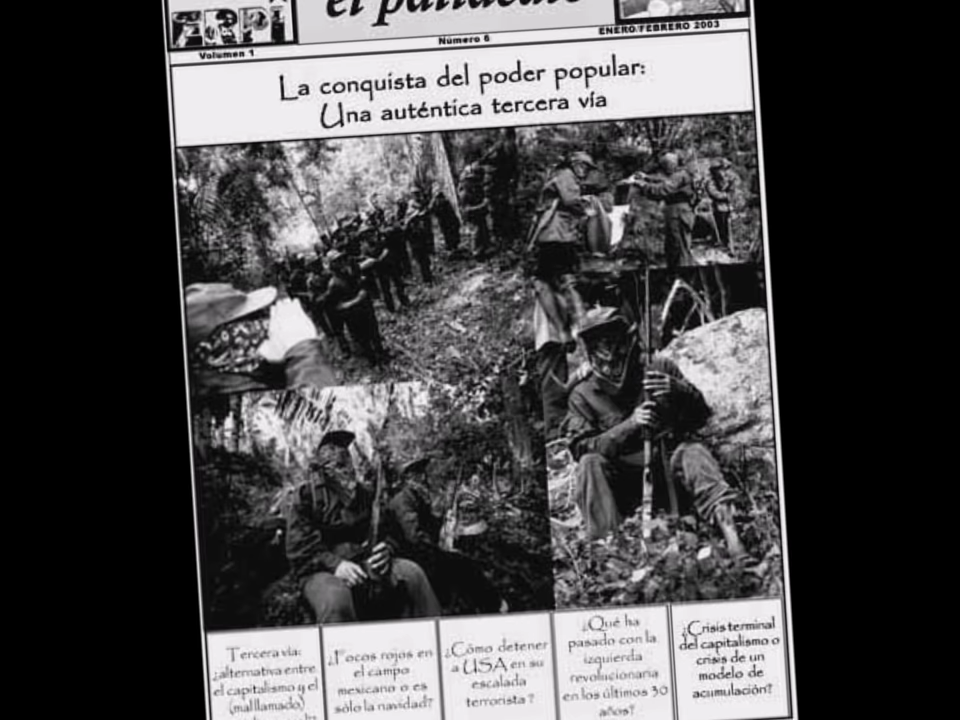 ERPI
el
Volumen 1
Número 6
ENERO/FEBRERO 2003
La conquista del poder popular:
Una auténtica tercera vía
Tercera vía:
¿alternativa entre
el capitalismo y el
(mal llamado)
¿Focos rojos en
el campo
mexicano o es
sólo la navidad?
¿Cómo detener
a USA en su
escalada
terrorista ?
¿Qué ha
pasado con la
izquierda
revolucionaria
en los últimos 30
años?
¿Crisis terminal
del capitalismo o
crisis de un
modelo de
acumulación?